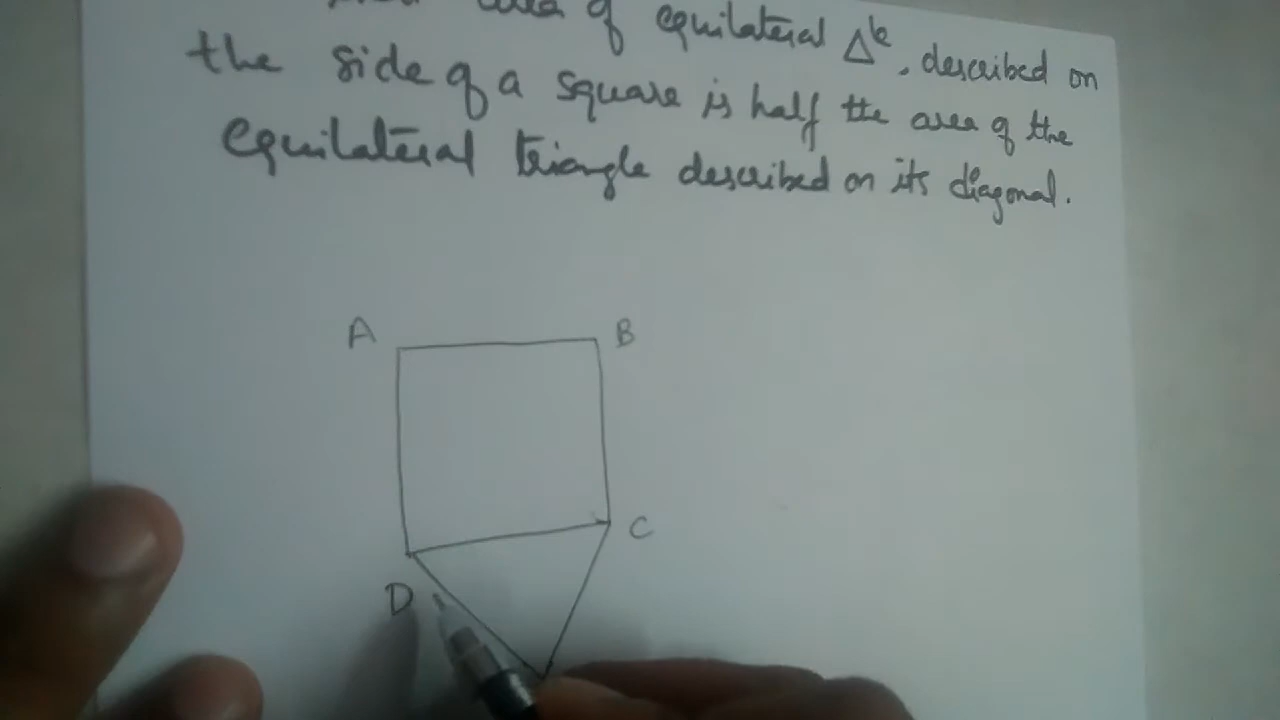 area of equilateral Δle, described on
the side of a square is half the area of the
equilateral triangle described on its diagonal.
A
B
C
D